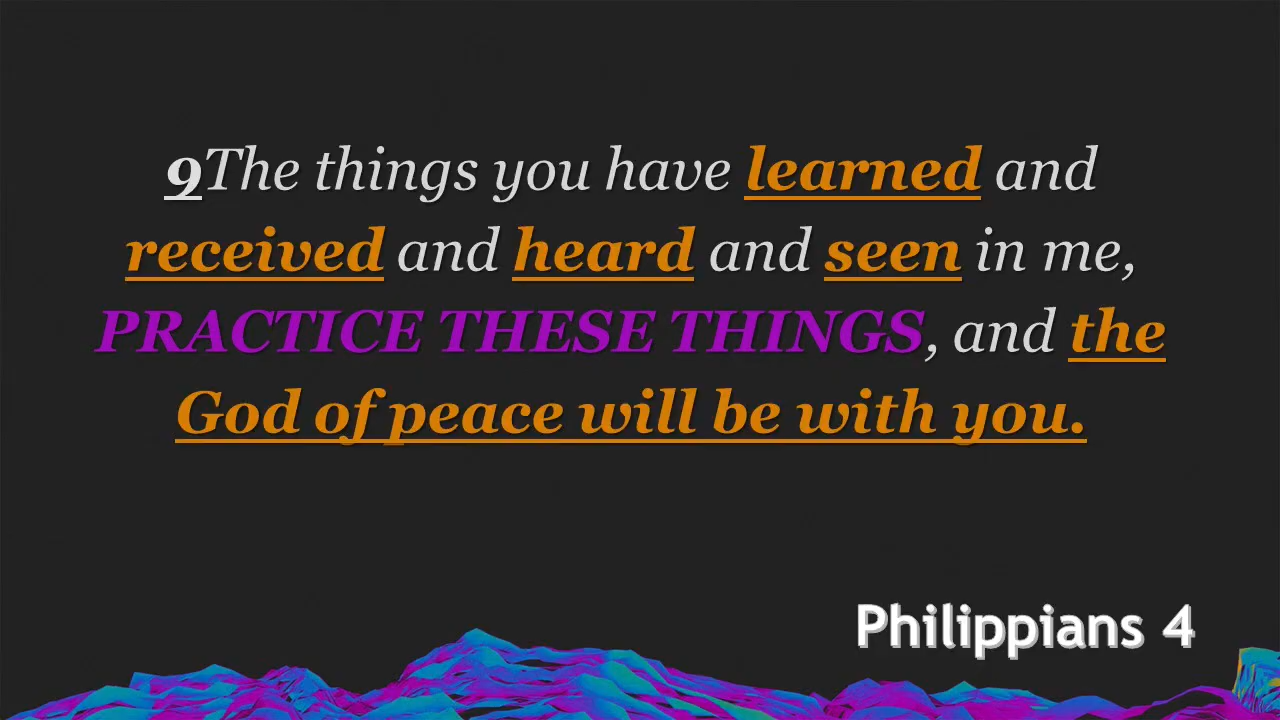 9The things you have learned and
received and heard and seen in me,
PRACTICE THESE THINGS, and the
God of peace will be with you.
Philippians 4